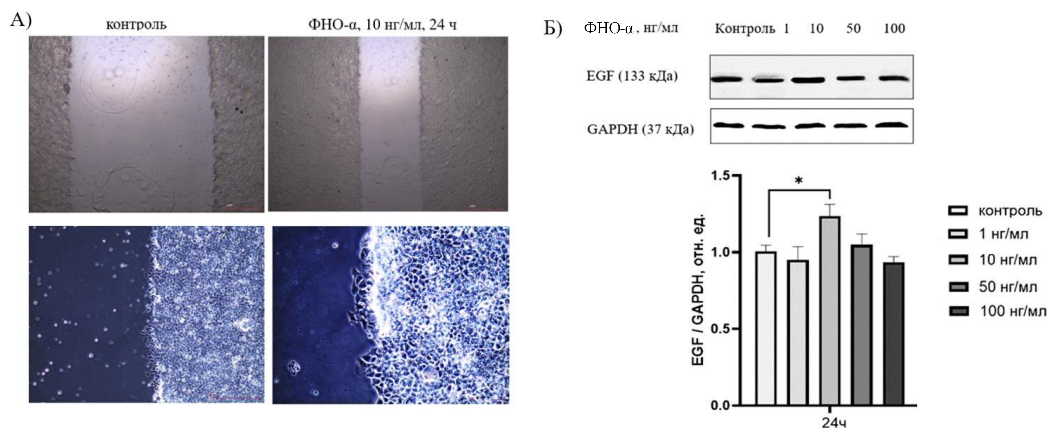 А)
контроль
ФНО-α, 10 нг/мл, 24 ч
Б)
ФНО-α, нг/мл Контроль 1 10 50 100
EGF (133 кДа)
GAPDH (37 кДа)
EGF / GAPDH, отн. ед.
1.5
1.0
0.5
0.0
*
24ч
контроль
1 нг/мл
10 нг/мл
50 нг/мл
100 нг/мл